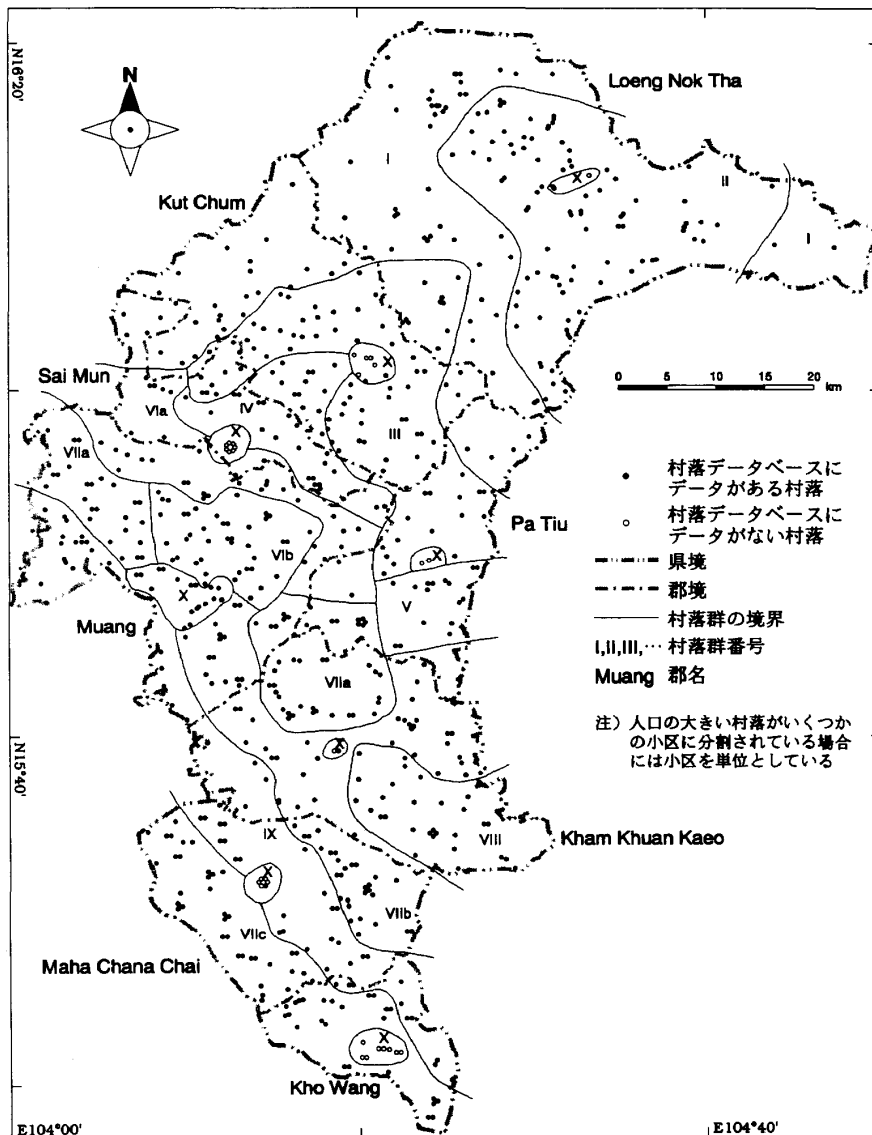 N16°20'
N
Loeng Nok Tha
I
II
X
Kut Chum
I
X
Sai Mun
VIa
IV
X
III
0 5 10 15 20 km
VIIa
村落データベースに
データがある村落
村落データベースに
データがない村落
Pa Tiu
X
VIb
県境
X
V
郡境
Muang
村落群の境界
I,II,III,… 村落群番号
VIIa
Muang 郡名
注）人口の大きい村落がいくつか
の小区に分割されている場合
には小区を単位としている
X
N15°40'
IX
VIII
Kham Khuan Kaeo
X
VIIb
VIIc
Maha Chana Chai
X
Kho Wang
E104°00'
E104°40'